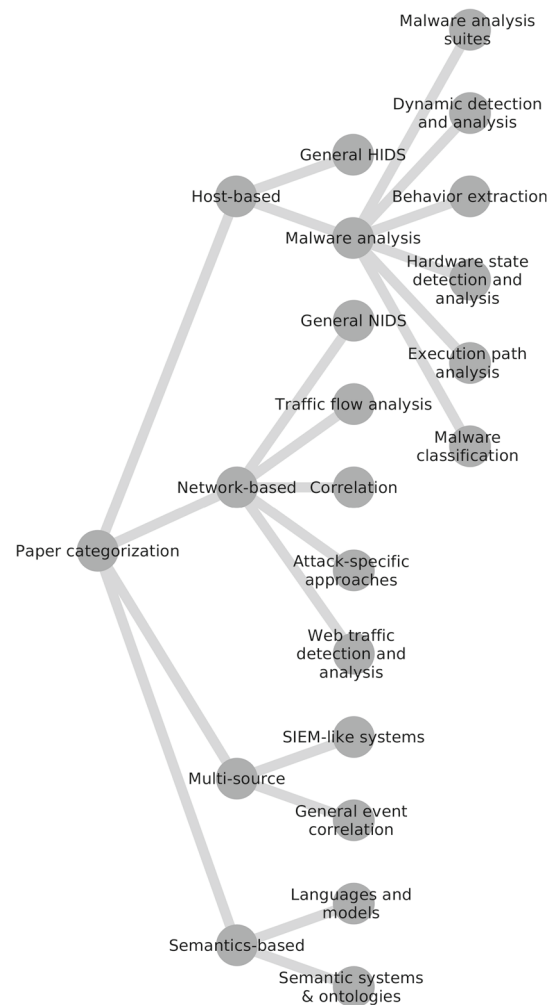 Malware analysis
suites
Dynamic detection
and analysis
General HIDS
Host-based
Behavior extraction
Malware analysis
Hardware state
detection and
analysis
General NIDS
Execution path
analysis
Traffic flow analysis
Malware
classification
Network-based
Correlation
Paper categorization
Attack-specific
approaches
Web traffic
detection and
analysis
SIEM-like systems
Multi-source
General event
correlation
Languages and
models
Semantics-based
Semantic systems
& ontologies